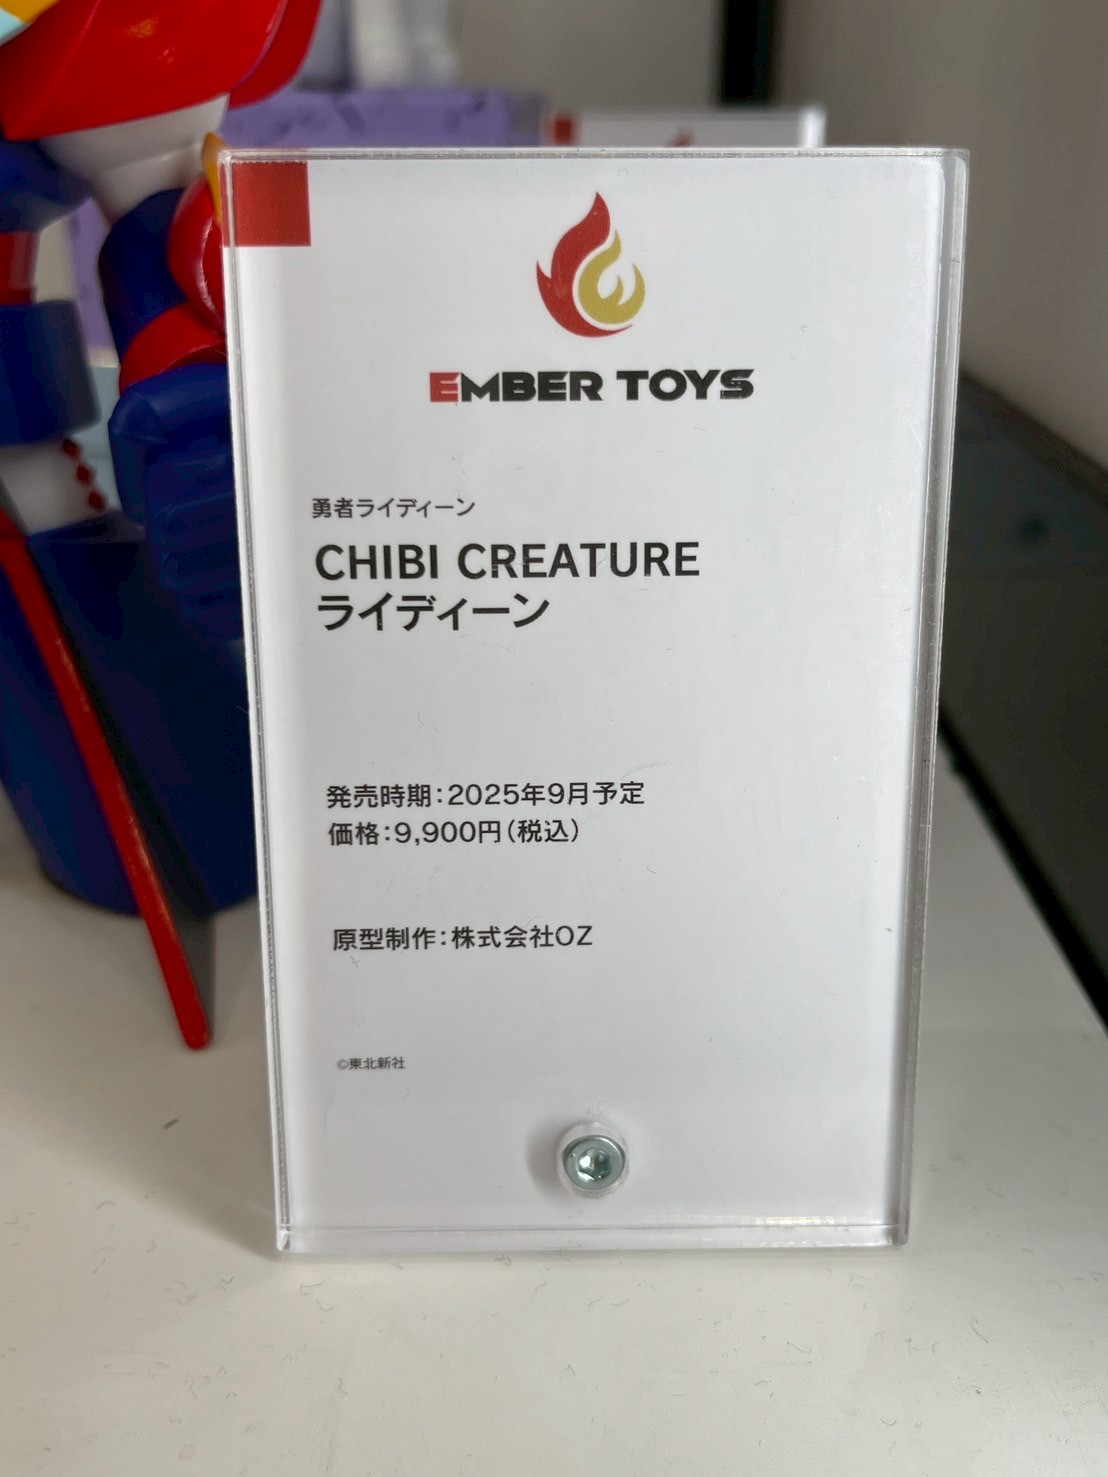 EMBER TOYS
勇者ライディーン
CHIBI CREATURE
ライディーン
発売時期：2025年9月予定
価格：9,900円（税込）
原型制作：株式会社OZ
©東北新社